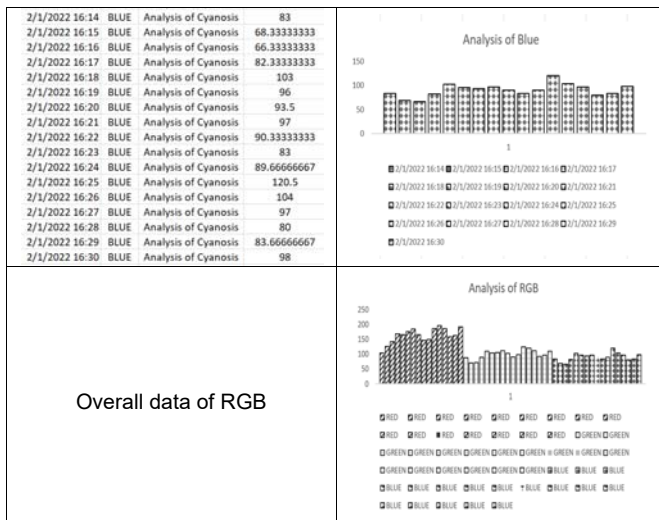 2/1/2022 16:14 BLUE Analysis of Cyanosis 83
2/1/2022 16:15 BLUE Analysis of Cyanosis 68.33333333
2/1/2022 16:16 BLUE Analysis of Cyanosis 66.33333333
2/1/2022 16:17 BLUE Analysis of Cyanosis 82.33333333
2/1/2022 16:18 BLUE Analysis of Cyanosis 103
2/1/2022 16:19 BLUE Analysis of Cyanosis 96
2/1/2022 16:20 BLUE Analysis of Cyanosis 93.5
2/1/2022 16:21 BLUE Analysis of Cyanosis 97
2/1/2022 16:22 BLUE Analysis of Cyanosis 90.33333333
2/1/2022 16:23 BLUE Analysis of Cyanosis 83
2/1/2022 16:24 BLUE Analysis of Cyanosis 89.66666667
2/1/2022 16:25 BLUE Analysis of Cyanosis 120.5
2/1/2022 16:26 BLUE Analysis of Cyanosis 104
2/1/2022 16:27 BLUE Analysis of Cyanosis 97
2/1/2022 16:28 BLUE Analysis of Cyanosis 80
2/1/2022 16:29 BLUE Analysis of Cyanosis 83.66666667
2/1/2022 16:30 BLUE Analysis of Cyanosis 98
Analysis of Blue
150
100
50
0
1
2/1/2022 16:14 2/1/2022 16:15 2/1/2022 16:16 2/1/2022 16:17
2/1/2022 16:18 2/1/2022 16:19 2/1/2022 16:20 2/1/2022 16:21
2/1/2022 16:22 2/1/2022 16:23 2/1/2022 16:24 2/1/2022 16:25
2/1/2022 16:26 2/1/2022 16:27 2/1/2022 16:28 2/1/2022 16:29
2/1/2022 16:30
Overall data of RGB
Analysis of RGB
250
200
150
100
50
0
1
RED RED RED RED RED RED RED RED RED
RED RED RED RED RED RED RED GREEN GREEN
GREEN GREEN GREEN GREEN GREEN GREEN GREEN GREEN GREEN
GREEN GREEN GREEN GREEN GREEN GREEN BLUE BLUE BLUE
BLUE BLUE BLUE BLUE BLUE BLUE BLUE BLUE BLUE
BLUE BLUE BLUE BLUE BLUE